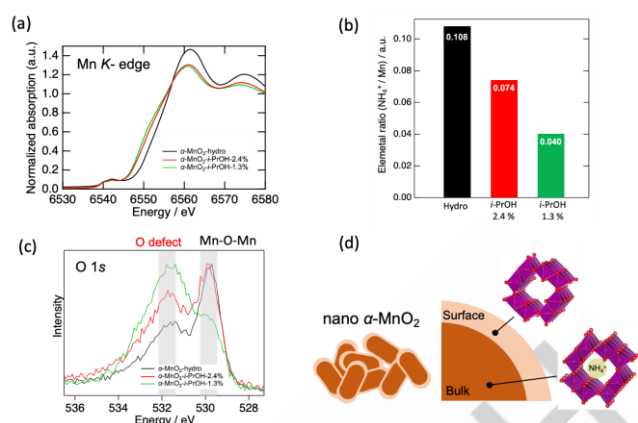 (a)
Mn K- edge
Normalized absorption (a.u.)
1.4
1.2
1.0
0.8
0.6
0.4
0.2
0.0
α-MnO2-hydro
α-MnO2-i-PrOH-2.4%
α-MnO2-i-PrOH-1.3%
6530 6540 6550 6560 6570 6580
Energy / eV
(b)
Elemetal ratio (NH4+ / Mn) / a.u.
0.10
0.08
0.06
0.04
0.02
0.00
0.108
0.074
0.040
Hydro
i-PrOH
2.4 %
i-PrOH
1.3 %
(c)
O 1s
O defect
Mn-O-Mn
Intensity
α-MnO2-hydro
α-MnO2-i-PrOH-2.4%
α-MnO2-i-PrOH-1.3%
536 534 532 530 528
Energy / eV
(d)
nano α-MnO2
Surface
Bulk
NH4+